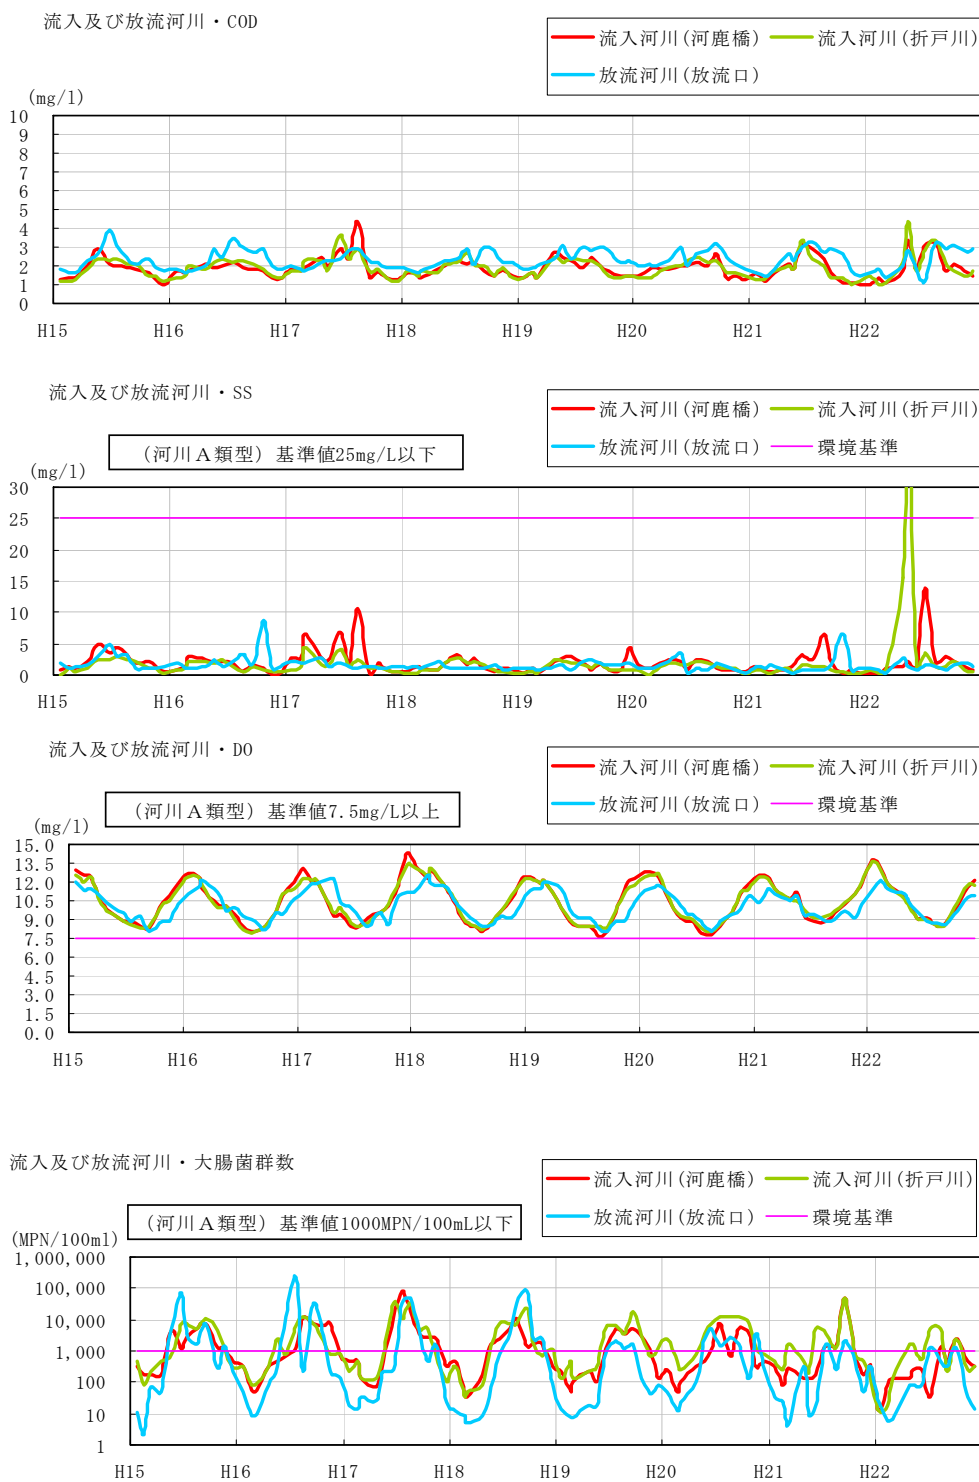 流入及び放流河川・COD
流入河川(河鹿橋)
流入河川(折戸川)
放流河川(放流口)
(mg/l)
10
9
8
7
6
5
4
3
2
1
0
H15 H16 H17 H18 H19 H20 H21 H22
流入及び放流河川・SS
流入河川(河鹿橋)
流入河川(折戸川)
放流河川(放流口)
環境基準
(河川A類型) 基準値25mg/L以下
(mg/l)
30
25
20
15
10
5
0
H15 H16 H17 H18 H19 H20 H21 H22
流入及び放流河川・DO
流入河川(河鹿橋)
流入河川(折戸川)
放流河川(放流口)
環境基準
(河川A類型) 基準値7.5mg/L以上
(mg/l)
15.0
13.5
12.0
10.5
9.0
7.5
6.0
4.5
3.0
1.5
0.0
H15 H16 H17 H18 H19 H20 H21 H22
流入及び放流河川・大腸菌群数
流入河川(河鹿橋)
流入河川(折戸川)
放流河川(放流口)
環境基準
(河川A類型) 基準値1000MPN/100mL以下
(MPN/100ml)
1,000,000
100,000
10,000
1,000
100
10
1
H15 H16 H17 H18 H19 H20 H21 H22